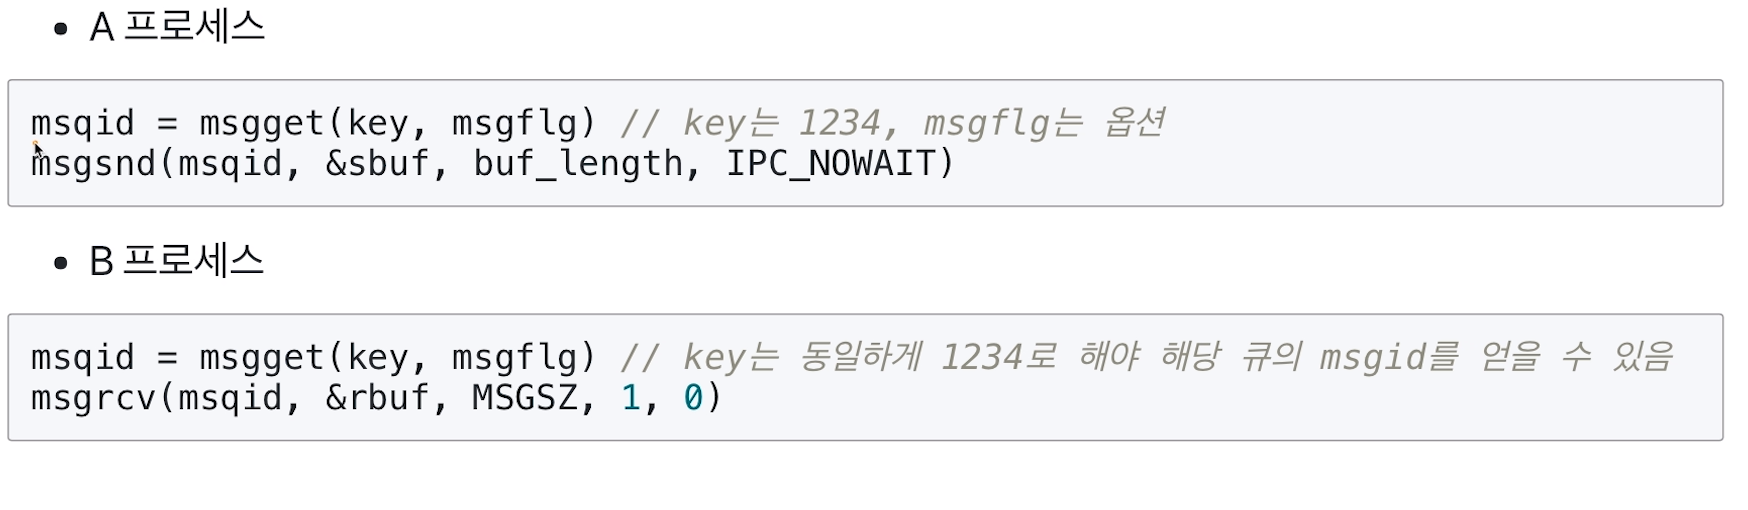 • A 프로세스
msqid = msgget(key, msgflg) // key는 1234, msgflg는 옵션
msgsnd(msqid, &sbuf, buf_length, IPC_NOWAIT)
• B 프로세스
msqid = msgget(key, msgflg) // key는 동일하게 1234로 해야 해당 큐의 msgid를 얻을 수 있음
msgrcv(msqid, &rbuf, MSGSZ, 1, 0)